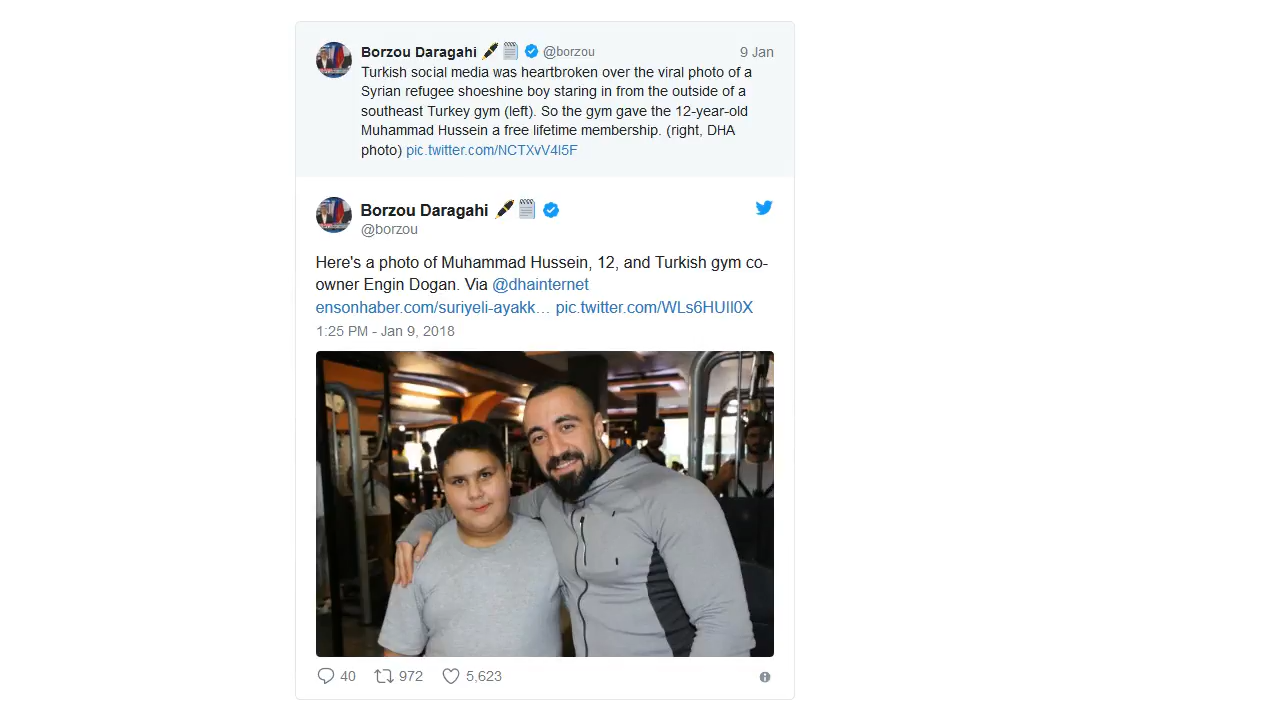 Borzou Daragahi @borzou 9 Jan
Turkish social media was heartbroken over the viral photo of a
Syrian refugee shoeshine boy staring in from the outside of a
southeast Turkey gym (left). So the gym gave the 12-year-old
Muhammad Hussein a free lifetime membership. (right, DHA
photo) pic.twitter.com/NCTXvV4I5F
Borzou Daragahi
@borzou
Here's a photo of Muhammad Hussein, 12, and Turkish gym co-
owner Engin Dogan. Via @dhainternet
ensonhaber.com/suriyeli-ayakk… pic.twitter.com/WLs6HUIl0X
1:25 PM - Jan 9, 2018
40 972 5,623